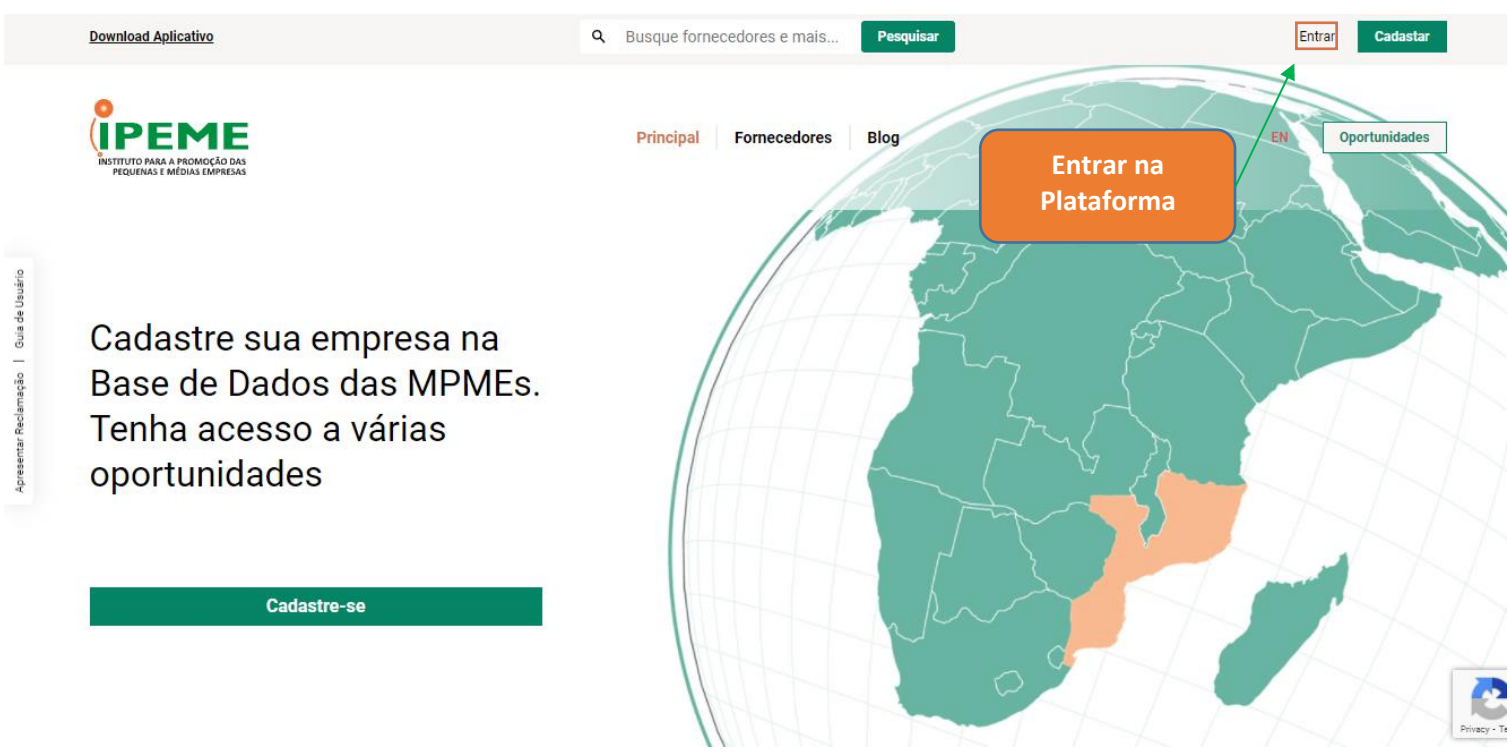 Download Aplicativo
Busque fornecedores e mais...
Pesquisar
Entrar
Cadastar
IPEME
INSTITUTO PARA A PROMOÇÃO DAS
PEQUENAS E MÉDIAS EMPRESAS
Principal
Fornecedores
Blog
EN
Oportunidades
Entrar na
Plataforma
Apresentar Reclamação | Guia de Usuário
Cadastre sua empresa na
Base de Dados das MPMEs.
Tenha acesso a várias
oportunidades
Cadastre-se
Privacy - Te